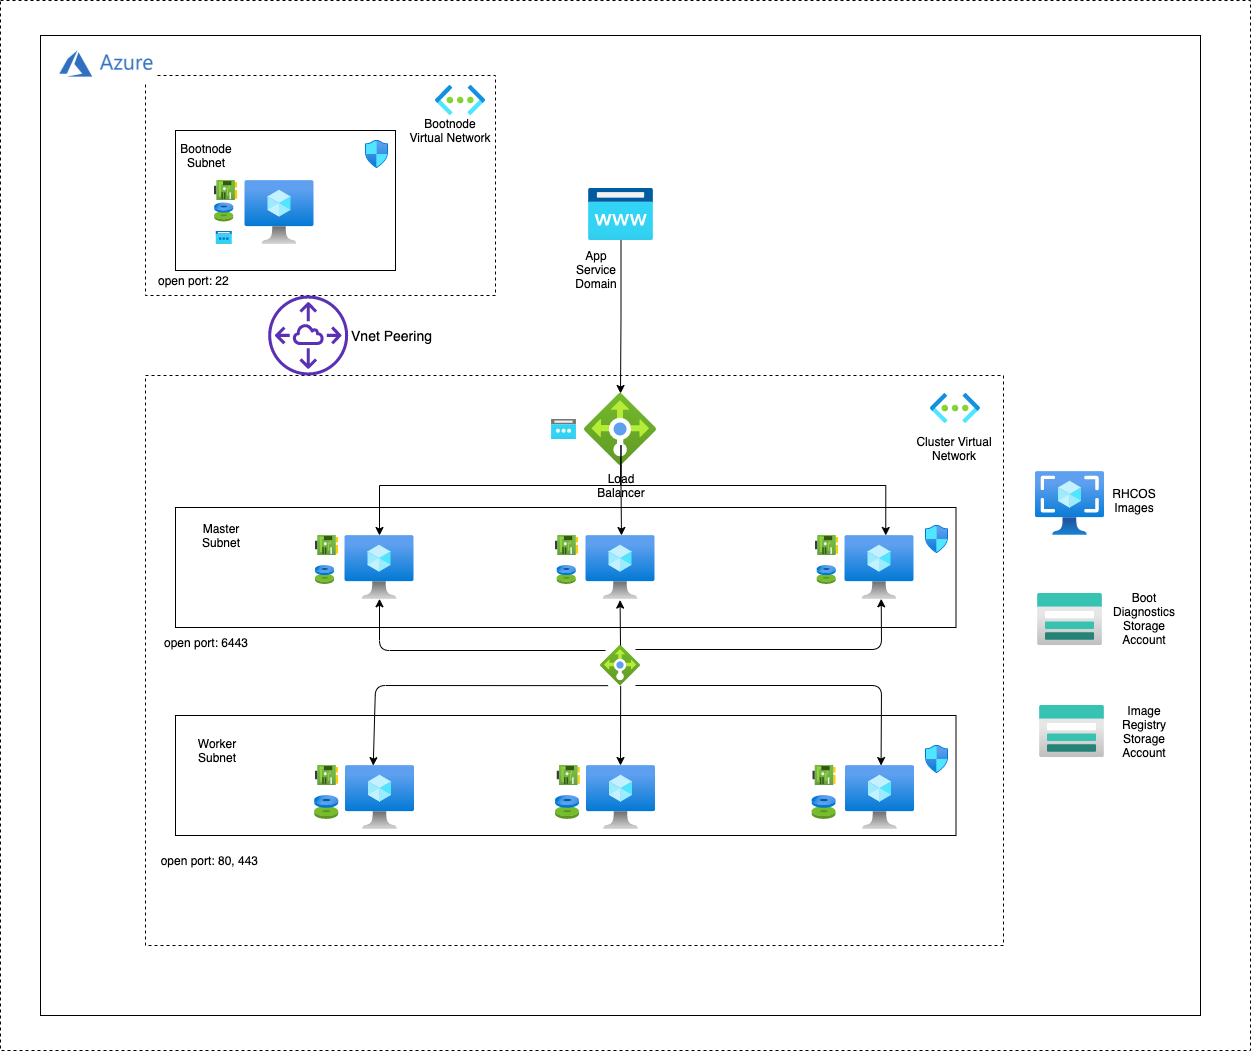 Azure
Bootnode
Virtual Network
Bootnode
Subnet
open port: 22
www
App
Service
Domain
Vnet Peering
Cluster Virtual
Network
Load
Balancer
RHCOS
Images
Master
Subnet
open port: 6443
Boot
Diagnostics
Storage
Account
Worker
Subnet
Image
Registry
Storage
Account
open port: 80, 443